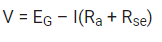 V = E_G − I(R_a + R_se)